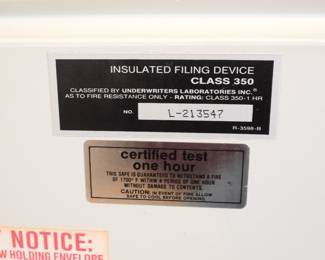 INSULATED FILING DEVICE
CLASS 350
CLASSIFIED BY UNDERWRITERS LABORATORIES INC.®
AS TO FIRE RESISTANCE ONLY - RATING: CLASS 350-1 HR
NO. L-213547
R-3598-B
certified test
one hour
THIS SAFE IS GUARANTEED TO WITHSTAND A FIRE
OF 1700° F WITHIN A PERIOD OF ONE HOUR
WITHOUT DAMAGE TO CONTENTS.
CAUTION: IN EVENT OF FIRE ALLOW
SAFE TO COOL BEFORE OPENING.
NOTICE:
HOLDING ENVELOPE